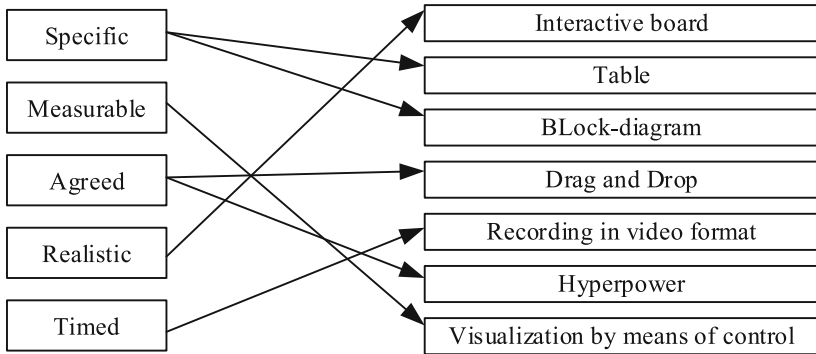 Specific
Measurable
Agreed
Realistic
Timed
Interactive board
Table
BLock-diagram
Drag and Drop
Recording in video format
Hyperpower
Visualization by means of control